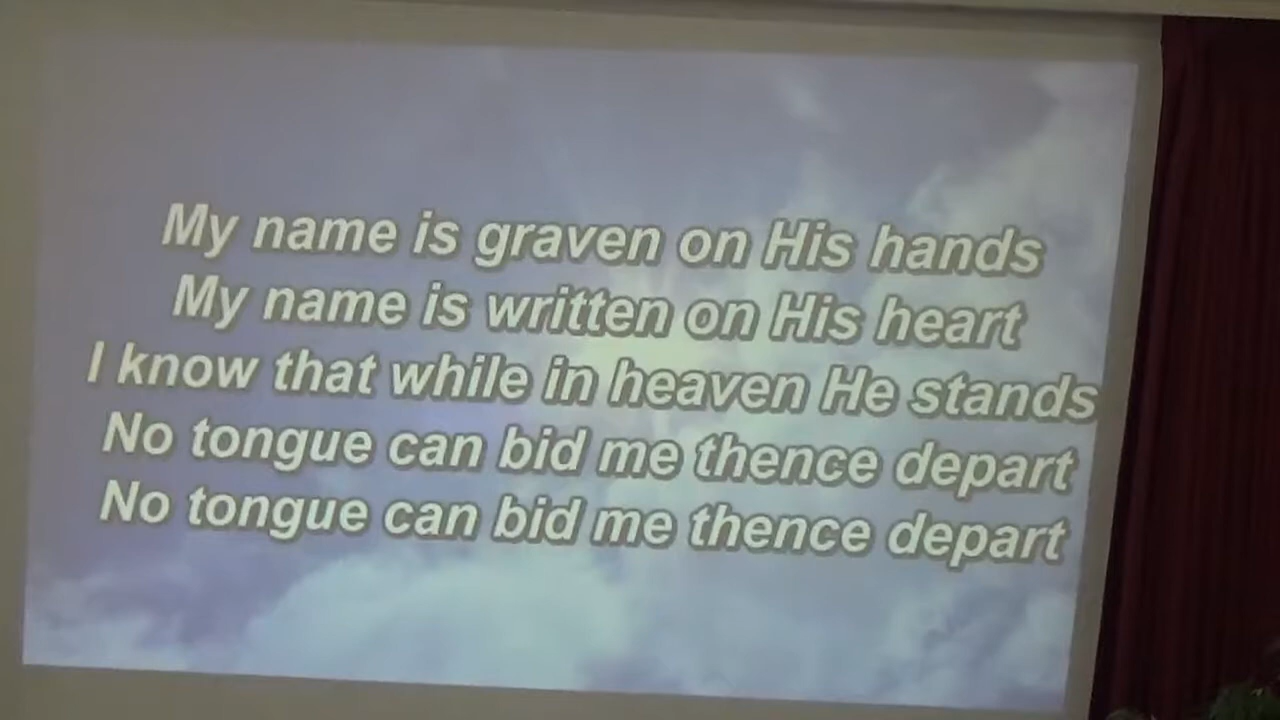 My name is graven on His hands
My name is written on His heart
I know that while in heaven He stands
No tongue can bid me thence depart
No tongue can bid me thence depart